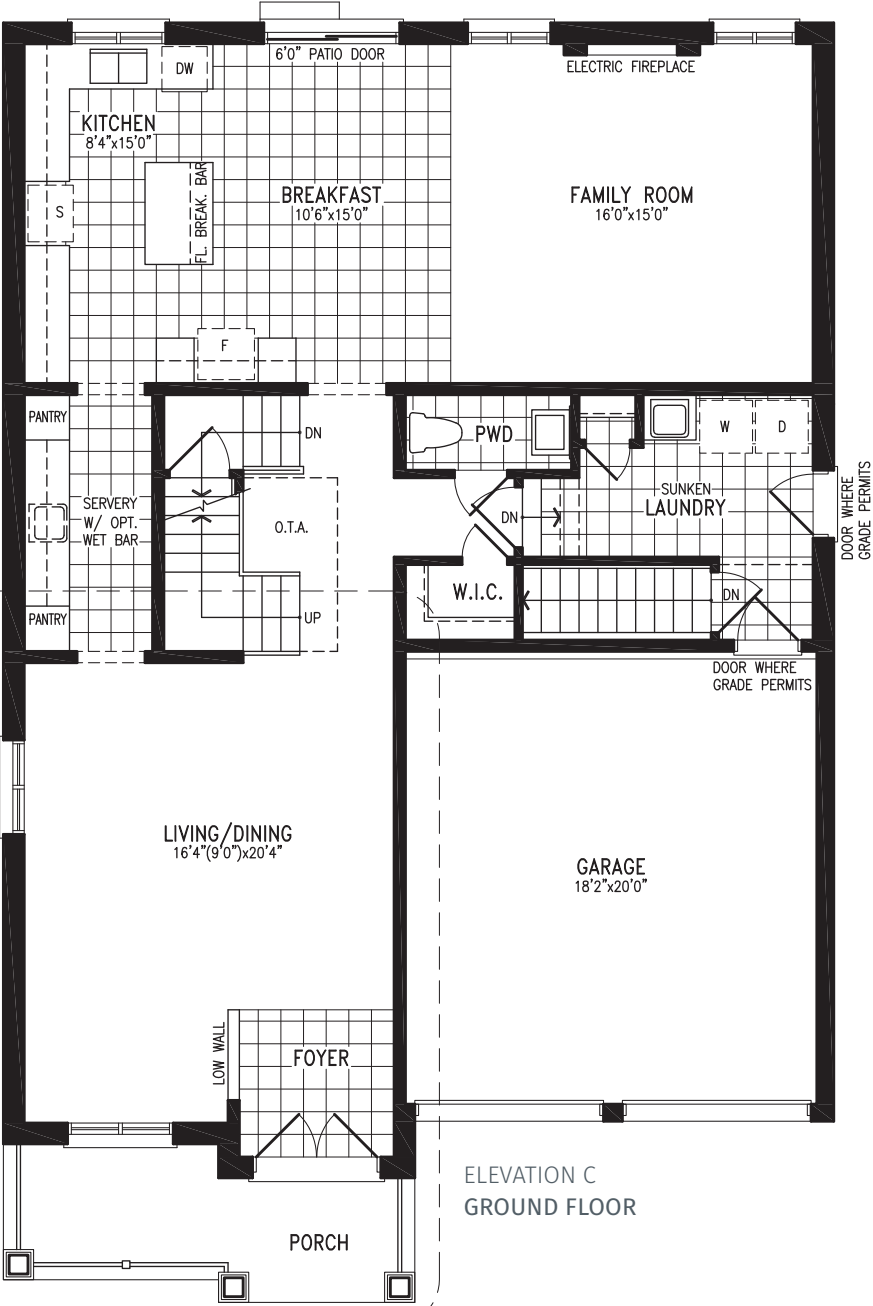 6'0" PATIO DOOR
DW
ELECTRIC FIREPLACE
KITCHEN
8'4"x15'0"
S
FL. BREAK. BAR
BREAKFAST
10'6"x15'0"
FAMILY ROOM
16'0"x15'0"
F
PANTRY
DN
PWD
W
D
SERVERY
W/ OPT.
WET BAR
O.T.A.
DN
SUNKEN
LAUNDRY
DOOR WHERE
GRADE PERMITS
PANTRY
UP
W.I.C.
DN
DOOR WHERE
GRADE PERMITS
LIVING/DINING
16'4"(9'0")x20'4"
GARAGE
18'2"x20'0"
LOW WALL
FOYER
ELEVATION C
GROUND FLOOR
PORCH